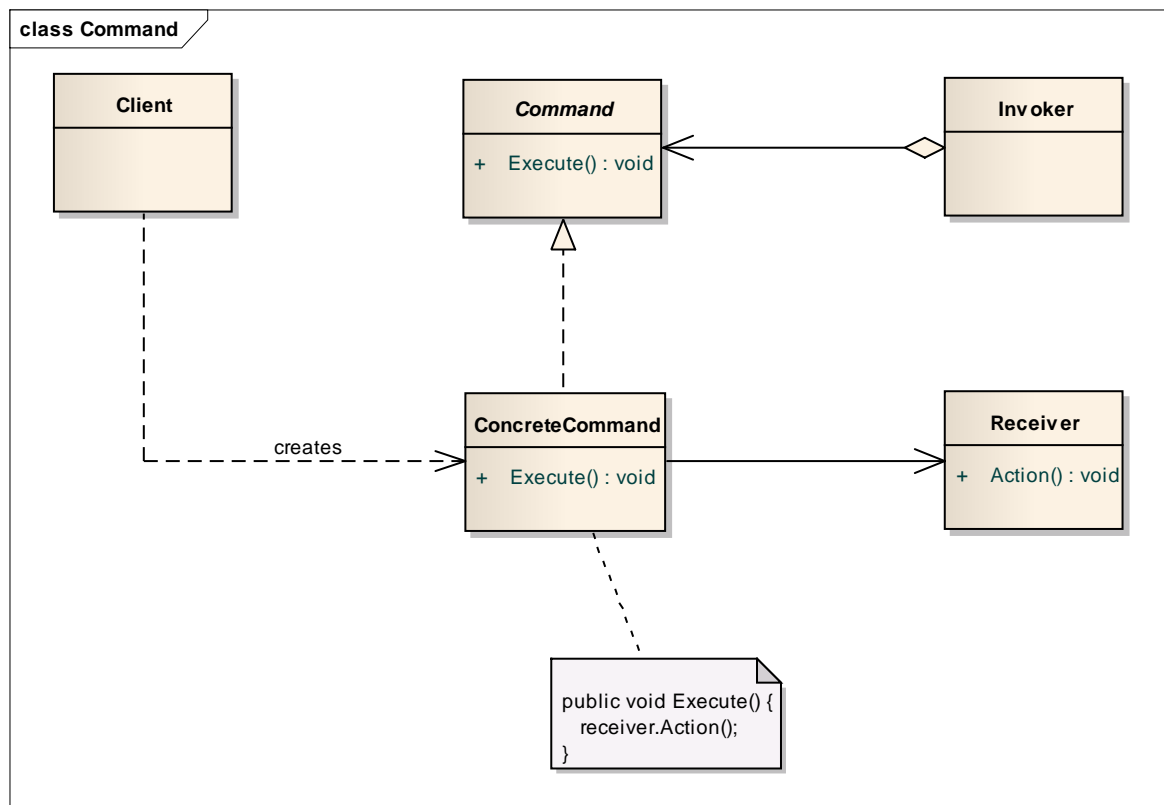 class Command
Client
Command
+ Execute() : void
Invoker
creates
ConcreteCommand
+ Execute() : void
Receiver
+ Action() : void
public void Execute() {
receiver.Action();
}